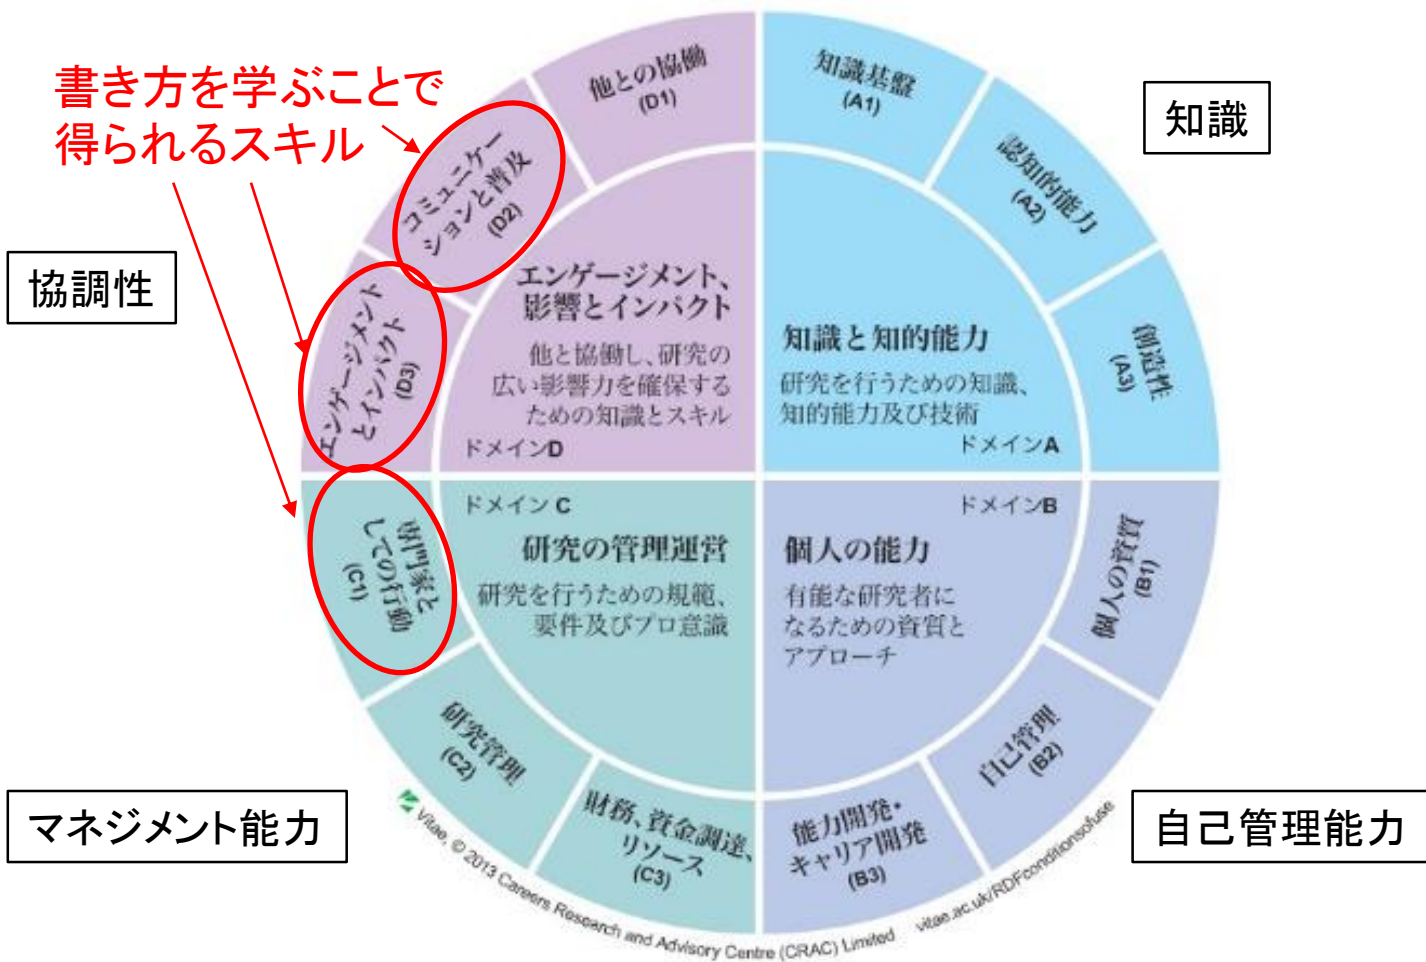 書き方を学ぶことで
得られるスキル
知識
協調性
マネジメント能力
自己管理能力
他との協働
(D1)
コミュニケー
ションと普及
(D2)
エンゲージメント
とインパクト
(D3)
エンゲージメント、
影響とインパクト
他と協働し、研究の
広い影響力を確保する
ための知識とスキル
ドメインD
知識基盤
(A1)
認知的能力
(A2)
創造性
(A3)
知識と知的能力
研究を行うための知識、
知的能力及び技術
ドメインA
ドメイン C
研究の管理運営
研究を行うための規範、
要件及びプロ意識
専門家と
しての行動
(C1)
研究管理
(C2)
財務、資金調達、
リソース
(C3)
ドメインB
個人の能力
有能な研究者に
なるための資質と
アプローチ
個人の資質
(B1)
自己管理
(B2)
能力開発・
キャリア開発
(B3)
Vitae, © 2013 Careers Research and Advisory Centre (CRAC) Limited
vitae.ac.uk/RDFconditionsofuse